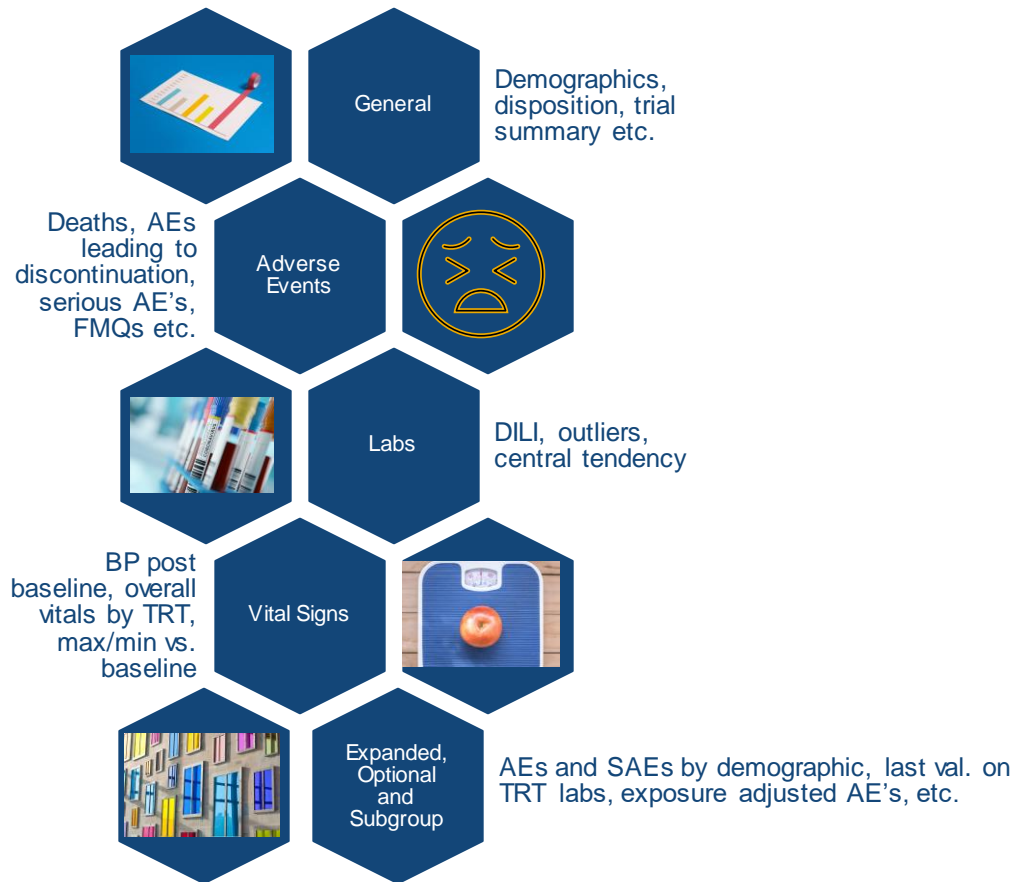 General
Demographics,
disposition, trial
summary etc.
Deaths, AEs
leading to
discontinuation,
serious AE's,
FMQs etc.
Adverse
Events
Labs
DILI, outliers,
central tendency
BP post
baseline, overall
vitals by TRT,
max/min vs.
baseline
Vital Signs
Expanded,
Optional
and
Subgroup
AEs and SAEs by demographic, last val. on
TRT labs, exposure adjusted AE's, etc.